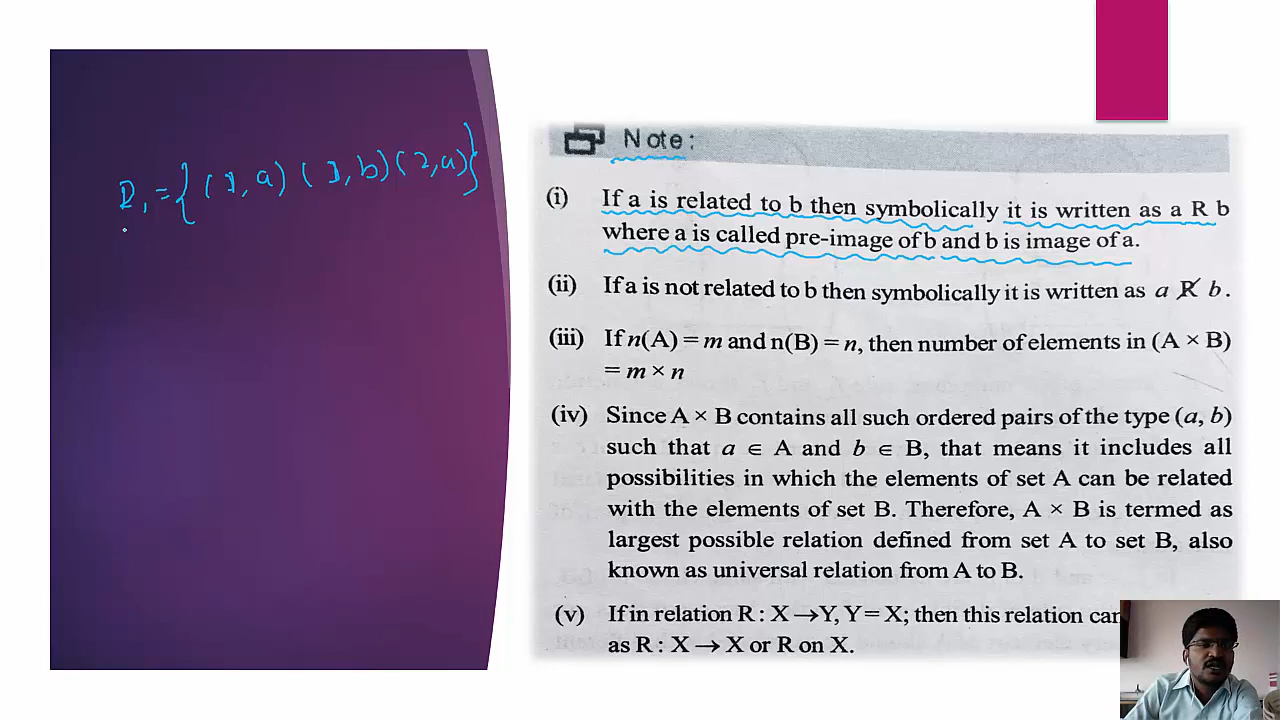 R₁ = {(1, a) (1, b) (2, a)}
Note:
(i) If a is related to b then symbolically it is written as a R b
where a is called pre-image of b and b is image of a.
(ii) If a is not related to b then symbolically it is written as a R̸ b.
(iii) If n(A) = m and n(B) = n, then number of elements in (A × B)
= m × n
(iv) Since A × B contains all such ordered pairs of the type (a, b)
such that a ∈ A and b ∈ B, that means it includes all
possibilities in which the elements of set A can be related
with the elements of set B. Therefore, A × B is termed as
largest possible relation defined from set A to set B, also
known as universal relation from A to B.
(v) If in relation R : X → Y, Y = X; then this relation can
as R : X → X or R on X.